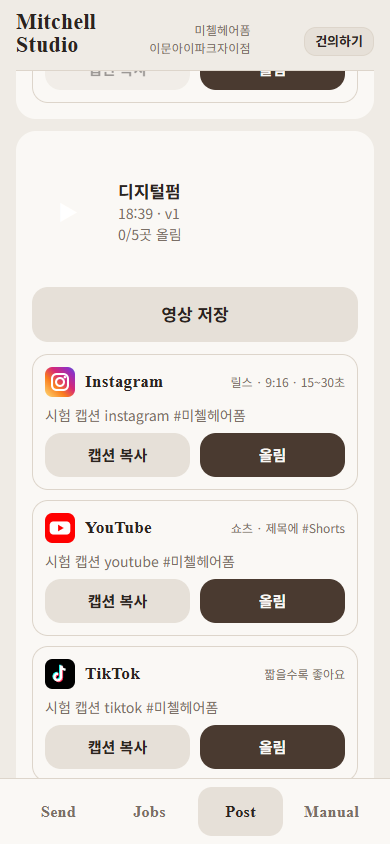 Mitchell
Studio
미첼헤어폼
이문아이파크자이점
건의하기
디지털펌
18:39 · v1
0/5곳 올림
영상 저장
Instagram
릴스 · 9:16 · 15~30초
시험 캡션 instagram #미첼헤어폼
캡션 복사
올림
YouTube
쇼츠 · 제목에 #Shorts
시험 캡션 youtube #미첼헤어폼
캡션 복사
올림
TikTok
짧을수록 좋아요
시험 캡션 tiktok #미첼헤어폼
캡션 복사
올림
Send
Jobs
Post
Manual